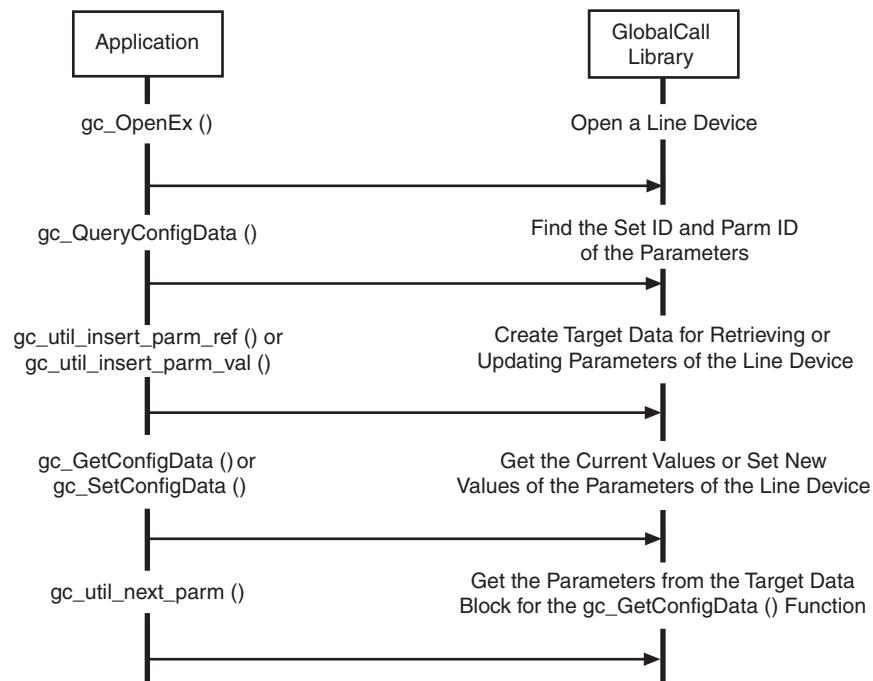 Application
GlobalCall
Library
gc_OpenEx ()
Open a Line Device
gc_QueryConfigData ()
Find the Set ID and Parm ID
of the Parameters
gc_util_insert_parm_ref () or
gc_util_insert_parm_val ()
Create Target Data for Retrieving or
Updating Parameters of the Line Device
gc_GetConfigData () or
gc_SetConfigData ()
Get the Current Values or Set New
Values of the Parameters of the Line Device
gc_util_next_parm ()
Get the Parameters from the Target Data
Block for the gc_GetConfigData () Function